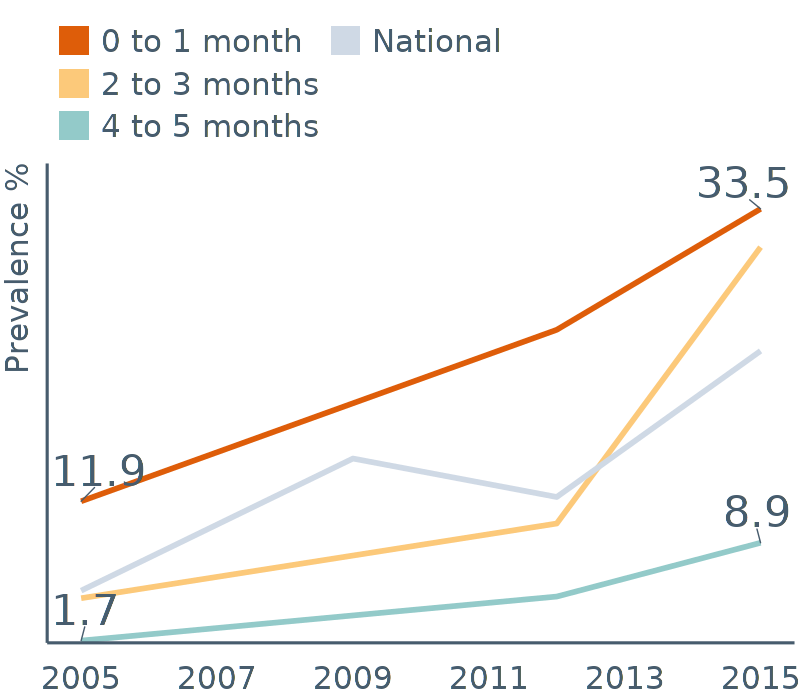 0 to 1 month
National
2 to 3 months
4 to 5 months
Prevalence %
33.5
11.9
8.9
1.7
2005 2007 2009 2011 2013 2015